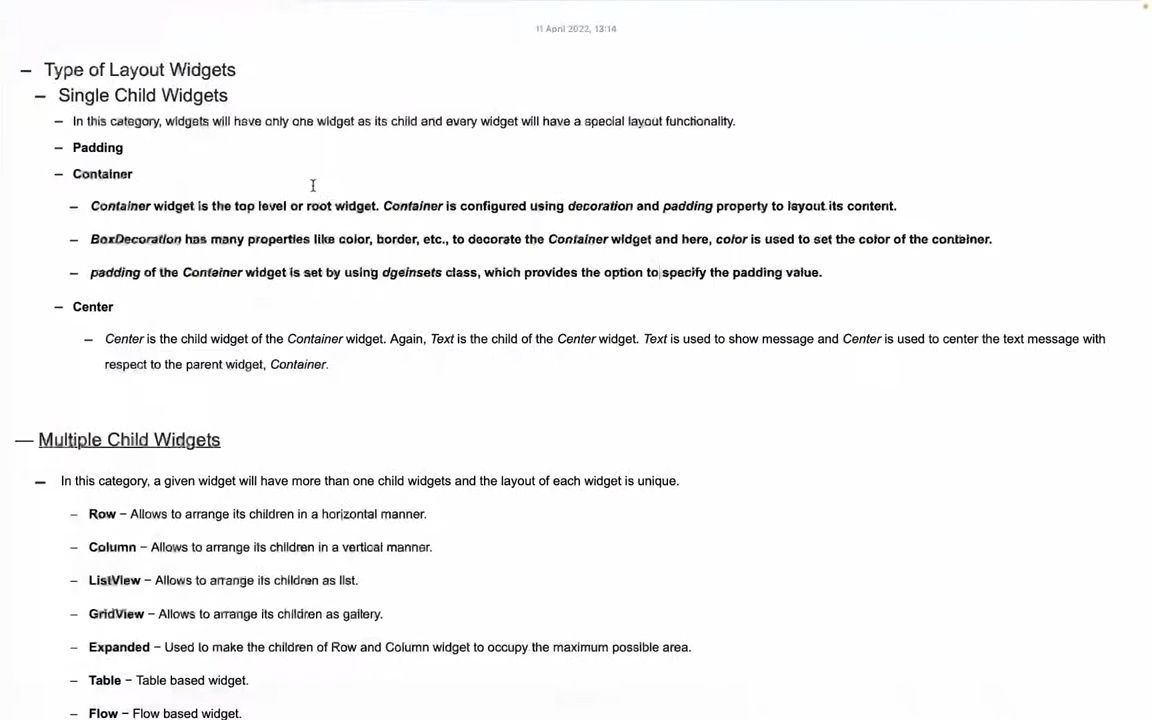 11 April 2022, 13:14
– Type of Layout Widgets
– Single Child Widgets
– In this category, widgets will have only one widget as its child and every widget will have a special layout functionality.
– Padding
– Container
– Container widget is the top level or root widget. Container is configured using decoration and padding property to layout its content.
– BoxDecoration has many properties like color, border, etc., to decorate the Container widget and here, color is used to set the color of the container.
– padding of the Container widget is set by using dgeinsets class, which provides the option to specify the padding value.
– Center
– Center is the child widget of the Container widget. Again, Text is the child of the Center widget. Text is used to show message and Center is used to center the text message with
respect to the parent widget, Container.
— Multiple Child Widgets
– In this category, a given widget will have more than one child widgets and the layout of each widget is unique.
– Row − Allows to arrange its children in a horizontal manner.
– Column − Allows to arrange its children in a vertical manner.
– ListView − Allows to arrange its children as list.
– GridView − Allows to arrange its children as gallery.
– Expanded − Used to make the children of Row and Column widget to occupy the maximum possible area.
– Table − Table based widget.
– Flow − Flow based widget.